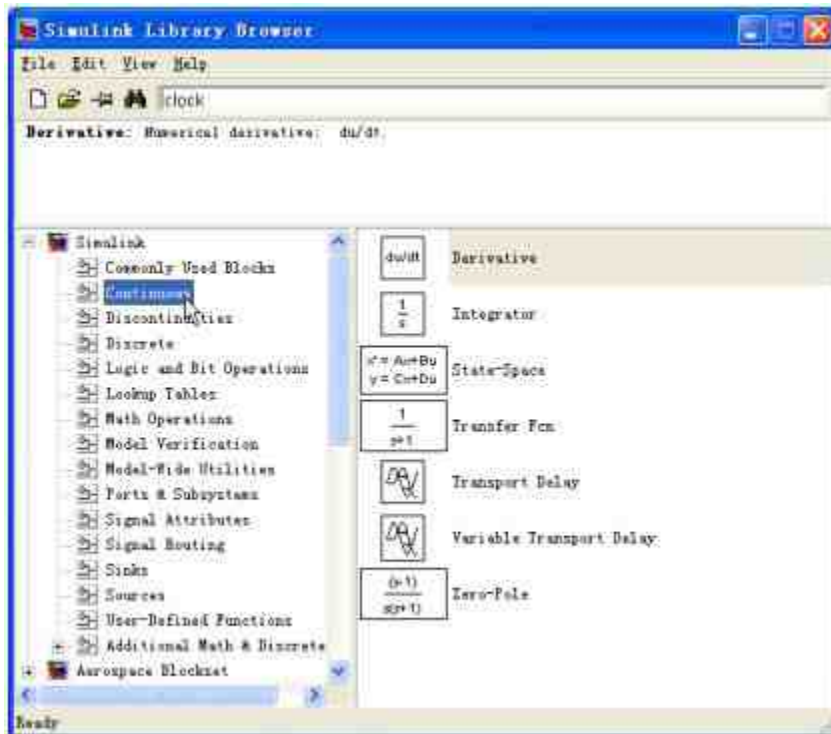 Simulink Library Browser
File Edit View Help
clock
Derivative: Numerical derivative: du/dt.
Simulink
Commonly Used Blocks
Continuous
Discontinuities
Discrete
Logic and Bit Operations
Lookup Tables
Math Operations
Model Verification
Model-Wide Utilities
Ports & Subsystems
Signal Attributes
Signal Routing
Sinks
Sources
User-Defined Functions
Additional Math & Discrete
Aerospace Blockset
du/dt Derivative
1
s
Integrator
x' = Ax+Bu
y = Cx+Du
State-Space
1
s+1
Transfer Fcn
Transport Delay
Variable Transport Delay
(s-1)
s(s+1)
Zero-Pole
Ready